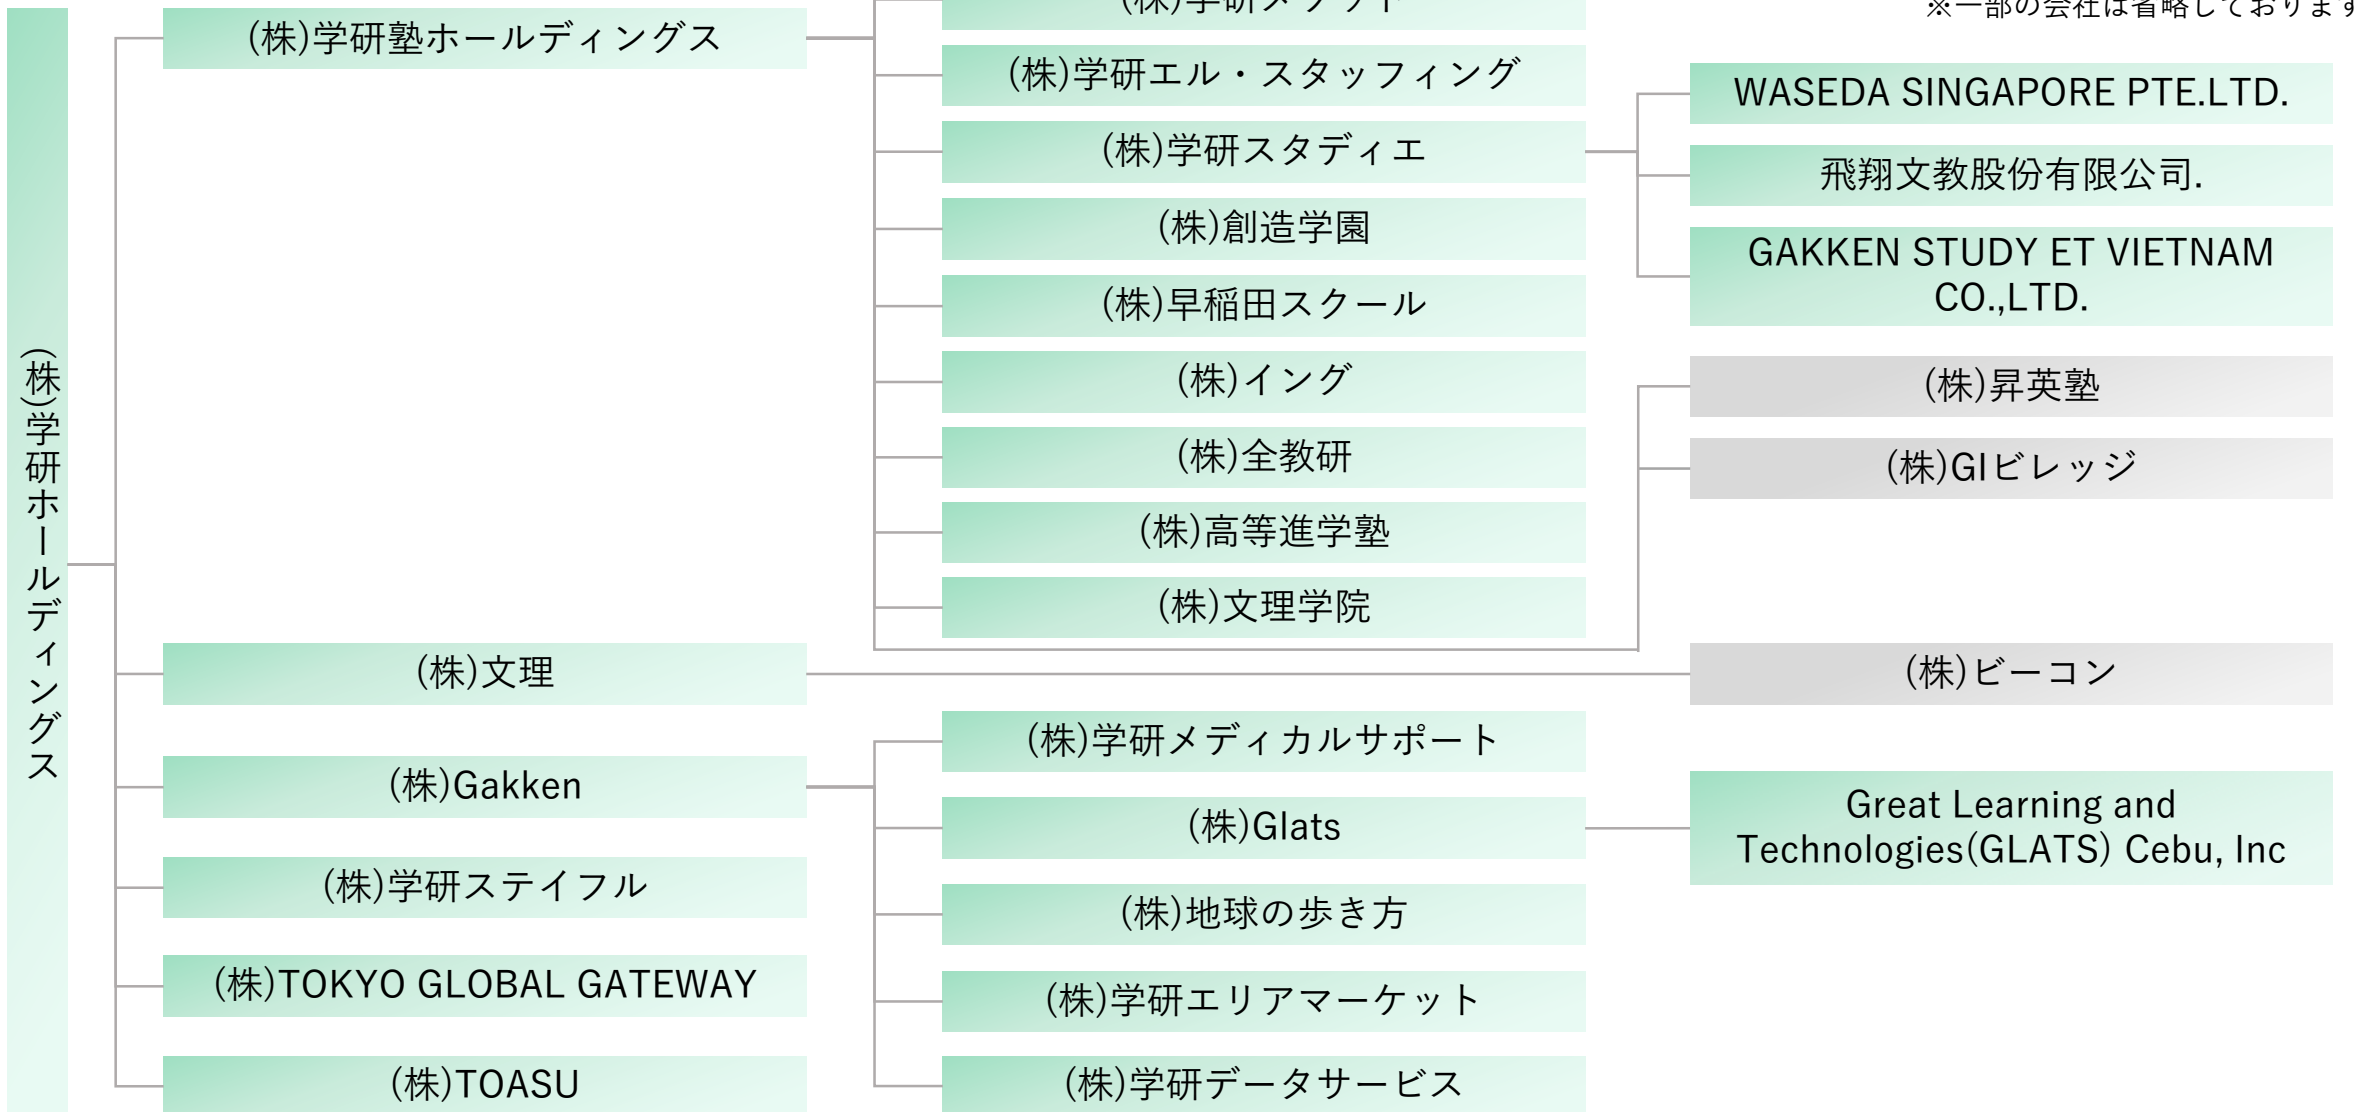 ※一部の会社は省略しております
(株)学研ホールディングス
(株)学研塾ホールディングス
(株)学研エル・スタッフィング
(株)学研スタディエ
(株)創造学園
(株)早稲田スクール
(株)イング
(株)全教研
(株)高等進学塾
(株)文理学院
WASEDA SINGAPORE PTE.LTD.
飛翔文教股份有限公司.
GAKKEN STUDY ET VIETNAM
CO.,LTD.
(株)昇英塾
(株)GIビレッジ
(株)文理
(株)ビーコン
(株)Gakken
(株)学研メディカルサポート
(株)Glats
Great Learning and
Technologies(GLATS) Cebu, Inc
(株)地球の歩き方
(株)学研エリアマーケット
(株)学研データサービス
(株)学研ステイフル
(株)TOKYO GLOBAL GATEWAY
(株)TOASU